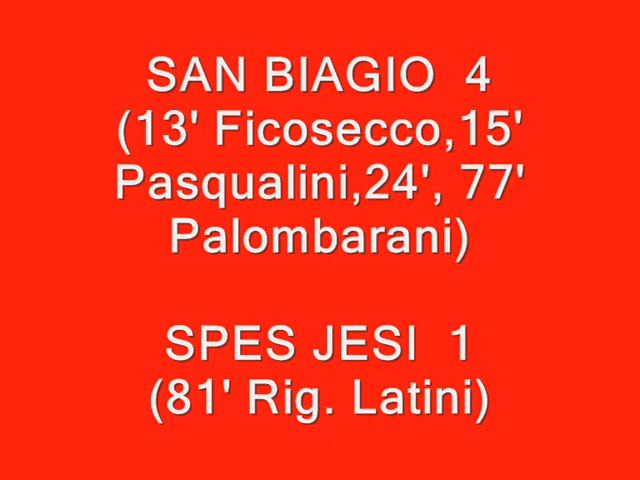 SAN BIAGIO  4
(13' Ficosecco,15'
Pasqualini,24', 77'
Palombarani)
SPES JESI  1
(81' Rig. Latini)